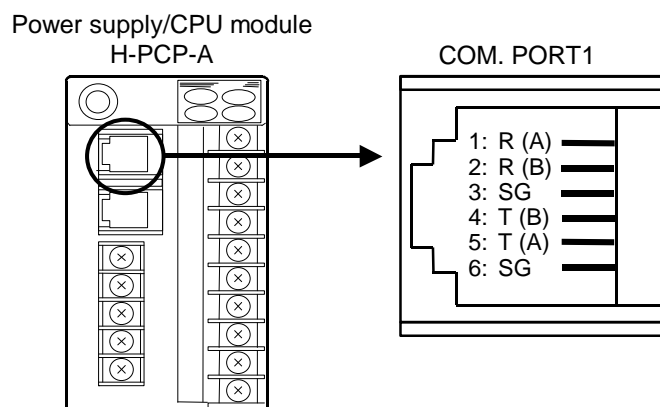 Power supply/CPU module
H-PCP-A
COM. PORT1
1: R (A)
2: R (B)
3: SG
4: T (B)
5: T (A)
6: SG